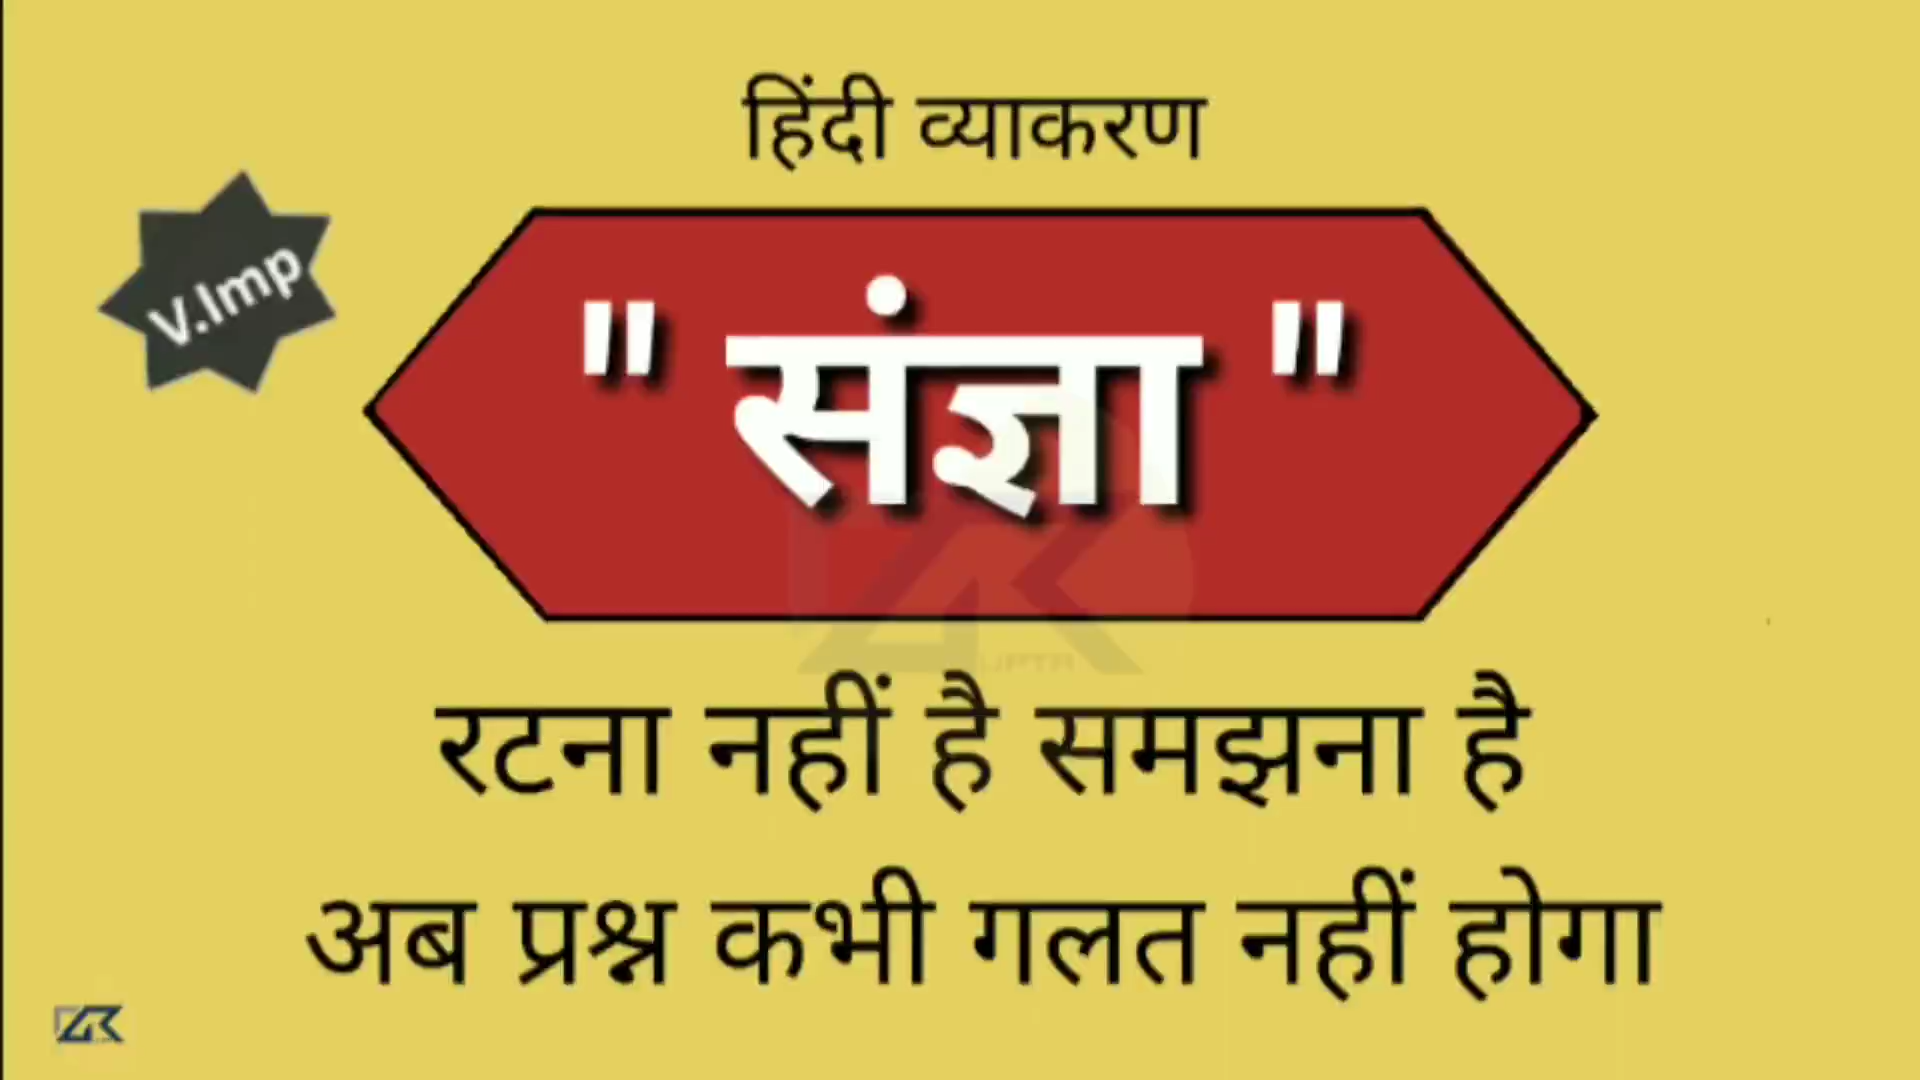 हिंदी व्याकरण
V.Imp
" संज्ञा "
रटना नहीं है समझना है
अब प्रश्न कभी गलत नहीं होगा